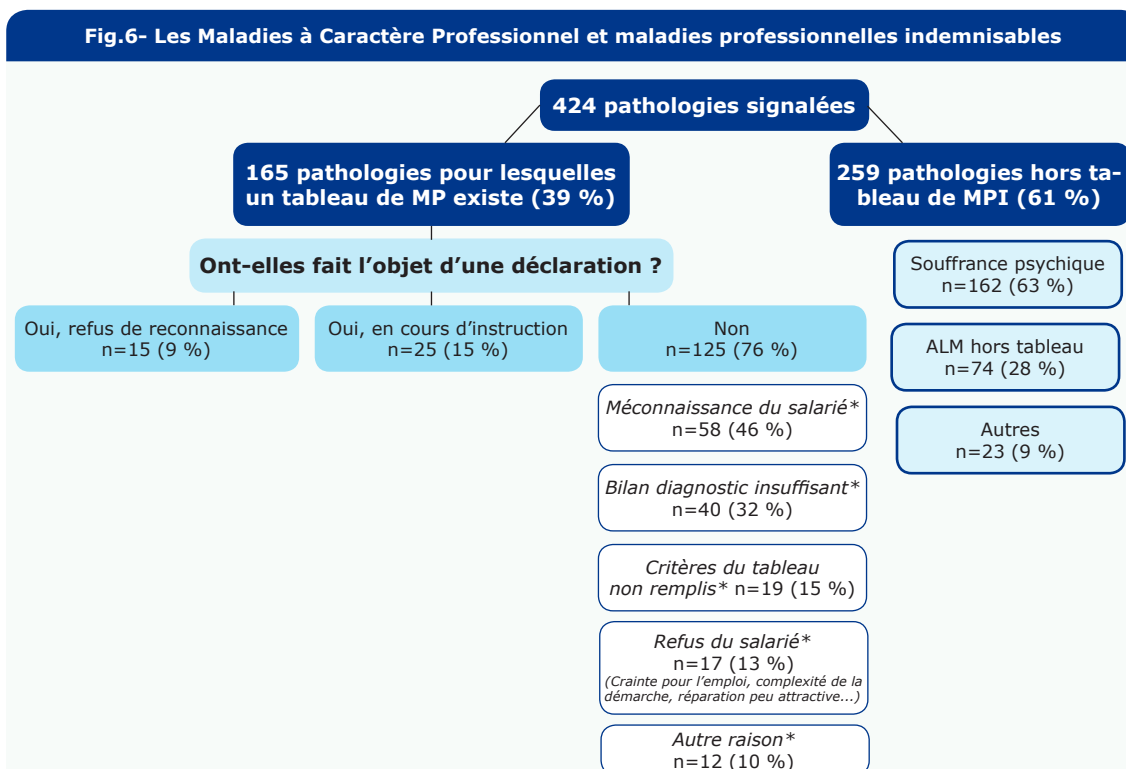 Fig.6- Les Maladies à Caractère Professionnel et maladies professionnelles indemnisables
424 pathologies signalées
165 pathologies pour lesquelles
un tableau de MP existe (39 %)
259 pathologies hors ta-
bleau de MPI (61 %)
Ont-elles fait l'objet d'une déclaration ?
Oui, refus de reconnaissance
n=15 (9 %)
Oui, en cours d'instruction
n=25 (15 %)
Non
n=125 (76 %)
Méconnaissance du salarié*
n=58 (46 %)
Bilan diagnostic insuffisant*
n=40 (32 %)
Critères du tableau
non remplis* n=19 (15 %)
Refus du salarié*
n=17 (13 %)
(Crainte pour l'emploi, complexité de la
démarche, réparation peu attractive...)
Autre raison*
n=12 (10 %)
Souffrance psychique
n=162 (63 %)
ALM hors tableau
n=74 (28 %)
Autres
n=23 (9 %)